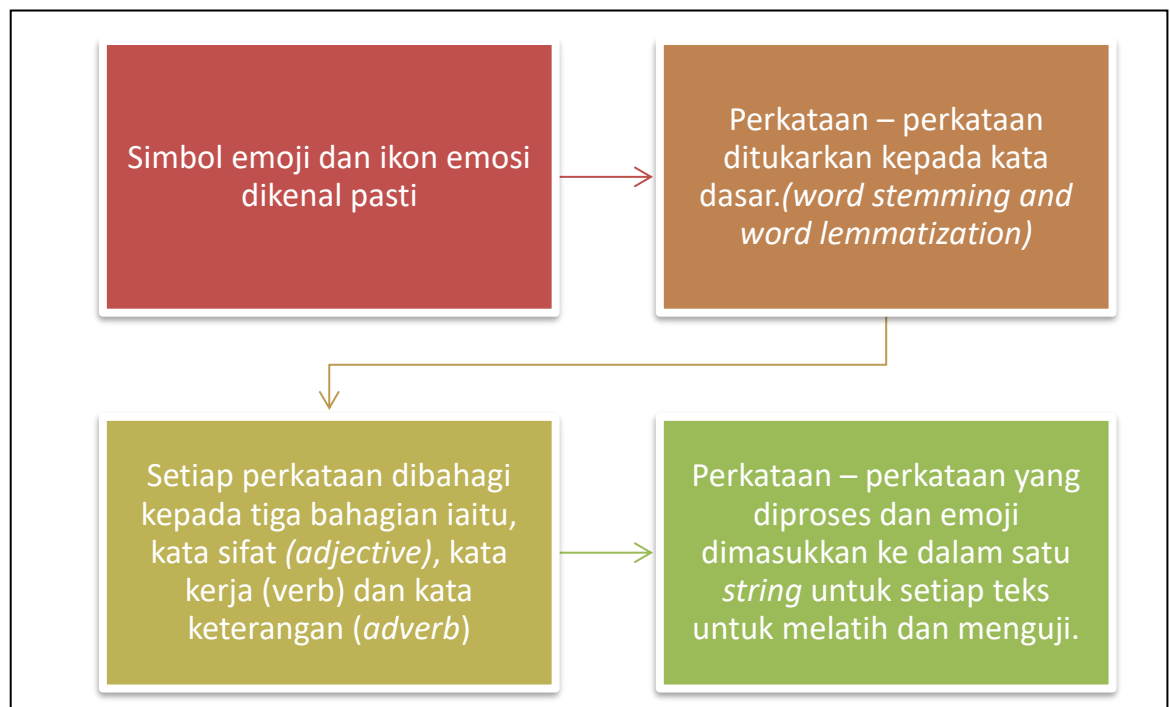 Simbol emoji dan ikon emosi
dikenal pasti
Perkataan – perkataan
ditukarkan kepada kata
dasar.(word stemming and
word lemmatization)
Setiap perkataan dibahagi
kepada tiga bahagian iaitu,
kata sifat (adjective), kata
kerja (verb) dan kata
keterangan (adverb)
Perkataan – perkataan yang
diproses dan emoji
dimasukkan ke dalam satu
string untuk setiap teks
untuk melatih dan menguji.